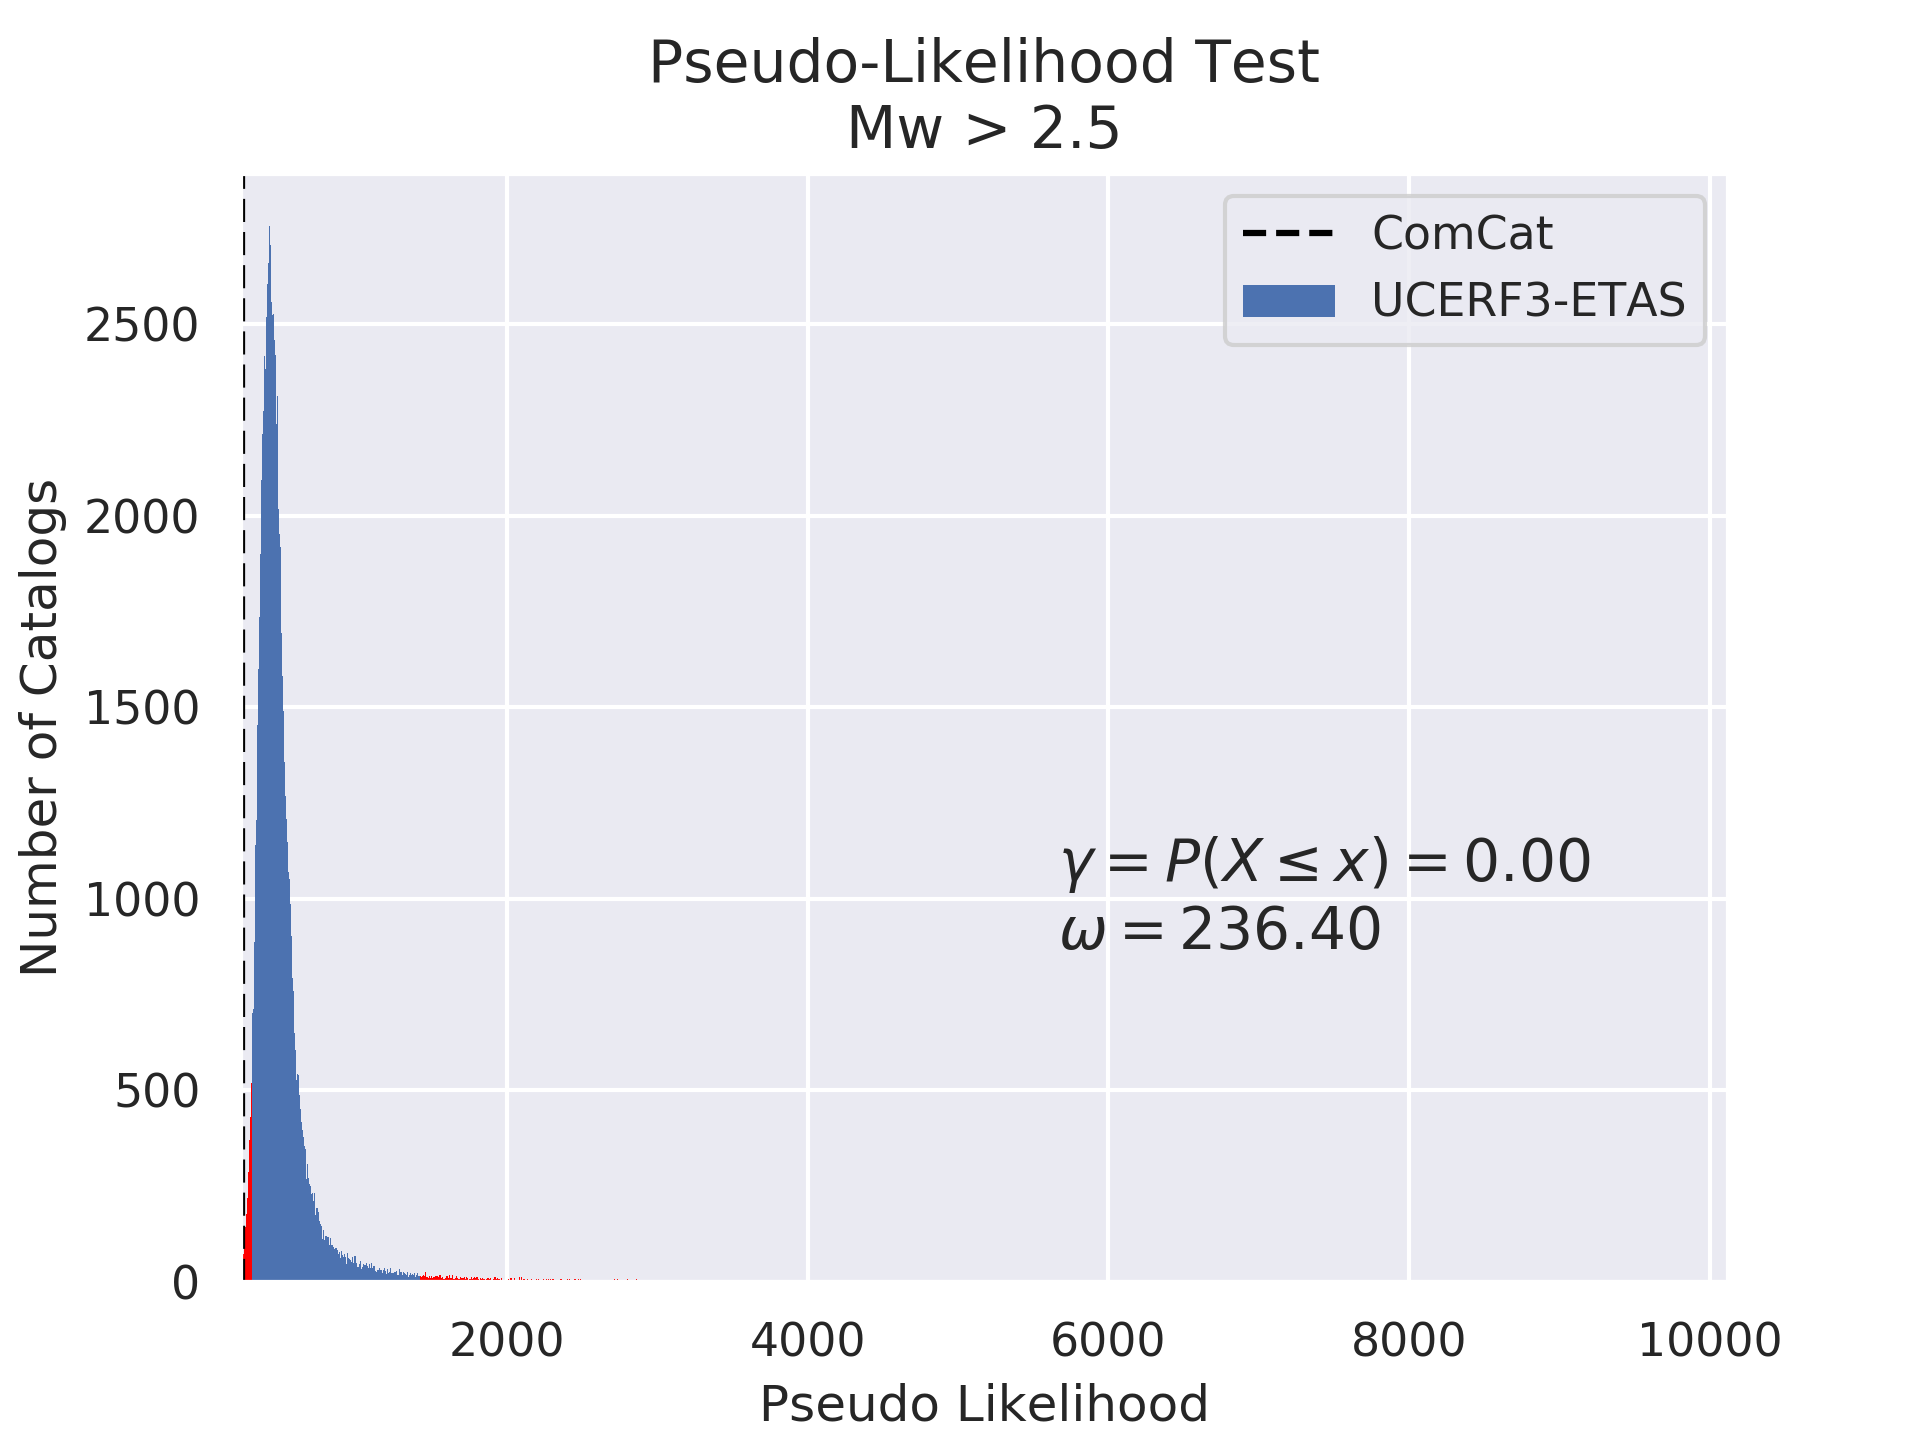 Pseudo-Likelihood Test
Mw > 2.5
ComCat
UCERF3-ETAS
2500
2000
1500
1000
500
0
Number of Catalogs
γ = P(X ≤ x) = 0.00
ω = 236.40
2000 4000 6000 8000 10000
Pseudo Likelihood